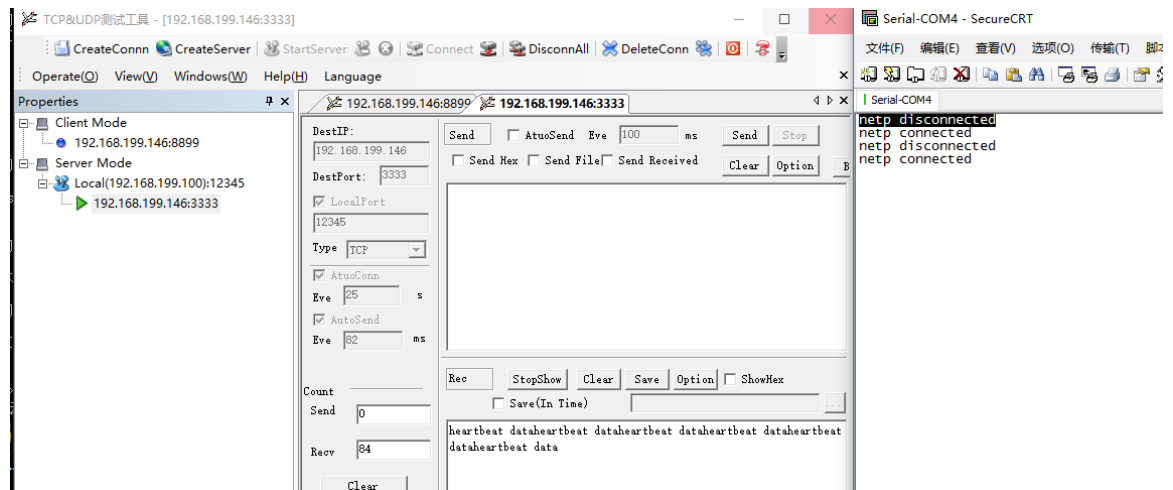 TCP&UDP测试工具 - [192.168.199.146:3333]
CreateConnn CreateServer StartServer Connect DisconnAll DeleteConn
Operate(O) View(V) Windows(W) Help(H) Language
Properties
Client Mode
192.168.199.146:8899
Server Mode
Local(192.168.199.100):12345
192.168.199.146:3333
192.168.199.146:8899 192.168.199.146:3333
DestIP:
192.168.199.146
DestPort: 3333
LocalPort
12345
Type TCP
AtuoConn
Eve 25 s
AutoSend
Eve 82 ms
Count
Send 0
Recv 84
Clear
Send AtuoSend Eve 100 ms Send Stop
Send Hex Send File Send Received Clear Option B
Rec StopShow Clear Save Option ShowHex
Save(In Time) ...
heartbeat dataheartbeat dataheartbeat dataheartbeat dataheartbeat
dataheartbeat data
Serial-COM4 - SecureCRT
文件(F) 编辑(E) 查看(V) 选项(O) 传输(T)
Serial-COM4
netp disconnected
netp connected
netp disconnected
netp connected